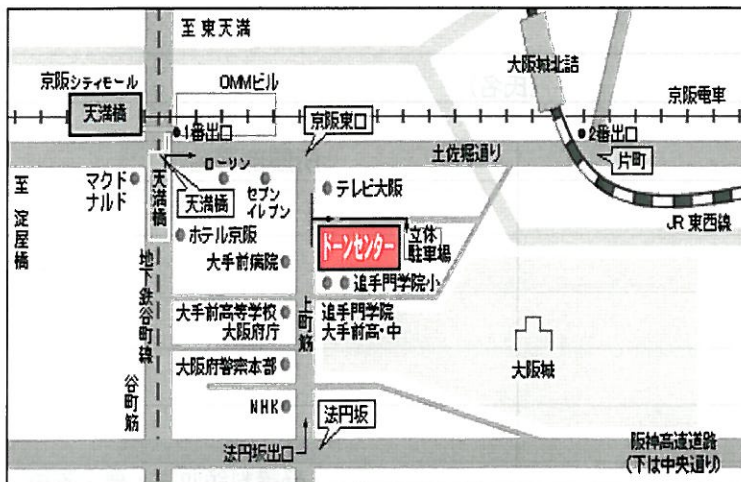 至東天満
京阪シティモール
天満橋
OMMビル
大阪城北詰
京阪電車
1番出口
京阪東口
2番出口
片町
土佐堀通り
ローソン
セブン
イレブン
天満橋
マクド
ナルド
天満橋
至淀屋橋
テレビ大阪
JR東西線
ホテル京阪
ドーンセンター
立体
駐車場
大手前病院
追手門学院小
地下鉄谷町線
大手前高等学校
大阪府庁
上町筋
追手門学院
大手前高・中
大阪城
大阪府警察本部
谷町筋
NHK
法円坂
法円坂出口
阪神高速道路
(下は中央通り)